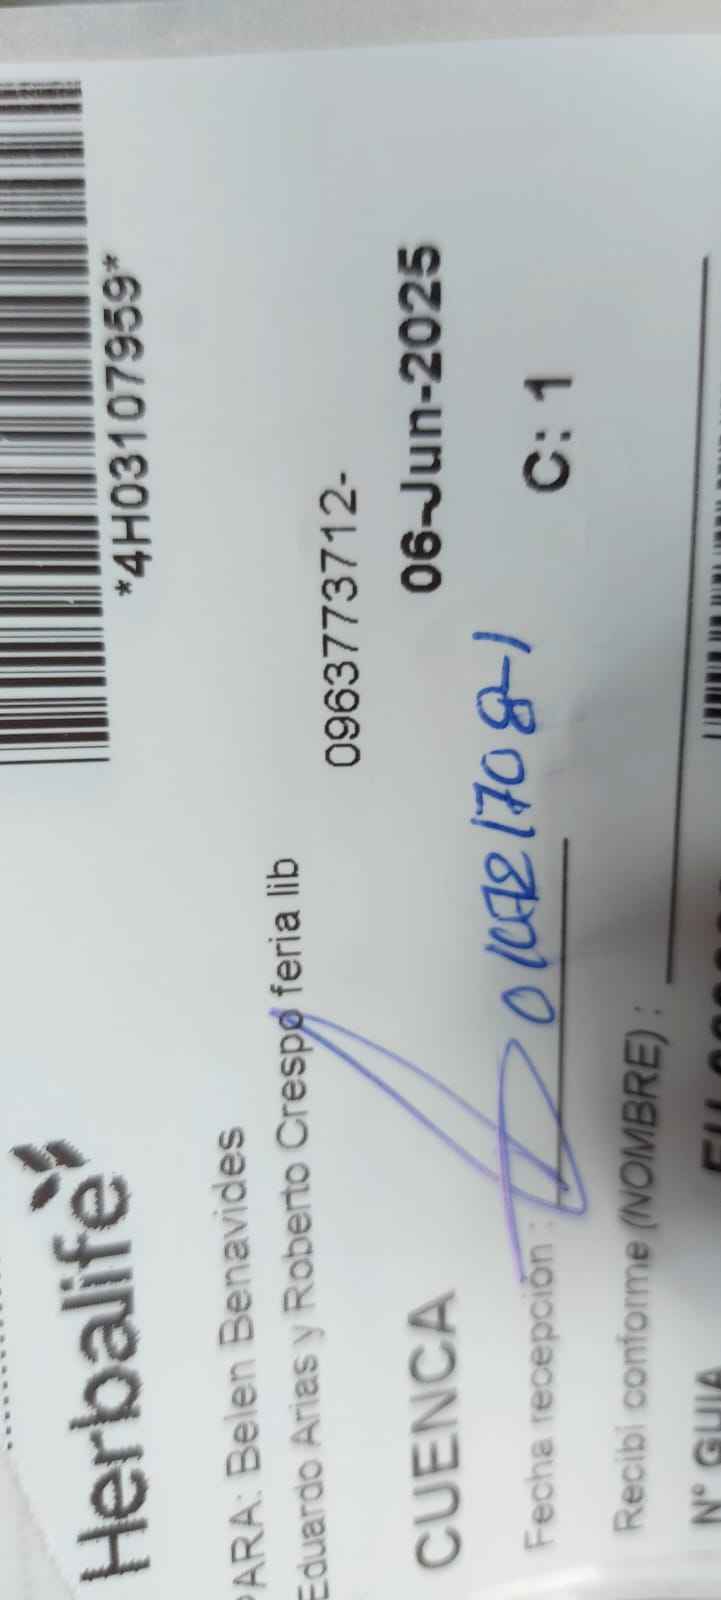 *4H03107959*
Herbalife
PARA: Belen Benavides
Eduardo Arias y Roberto Crespo feria lib
0963773712-
CUENCA 06-Jun-2025
Fecha recepción :
C: 1
Recibí conforme (NOMBRE) :
N° GUIA